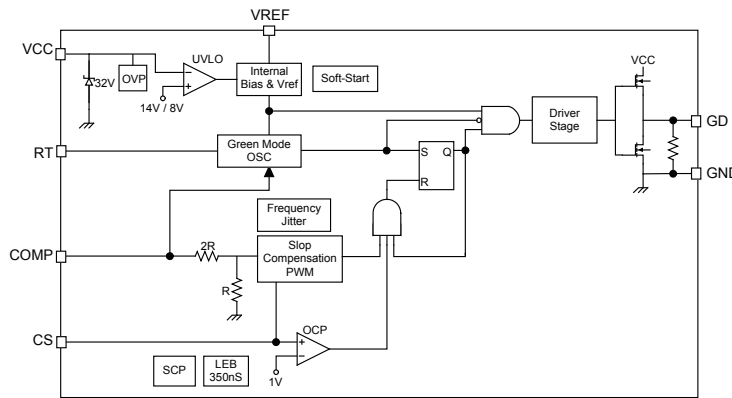 VREF
VCC
UVLO
VCC
32V
OVP
Internal
Bias & Vref
Soft-Start
14V / 8V
GD
Driver
Stage
RT
Green Mode
OSC
S
Q
R
GND
Frequency
Jitter
COMP
2R
Slop
Compensation
PWM
R
CS
OCP
SCP
LEB
350nS
1V